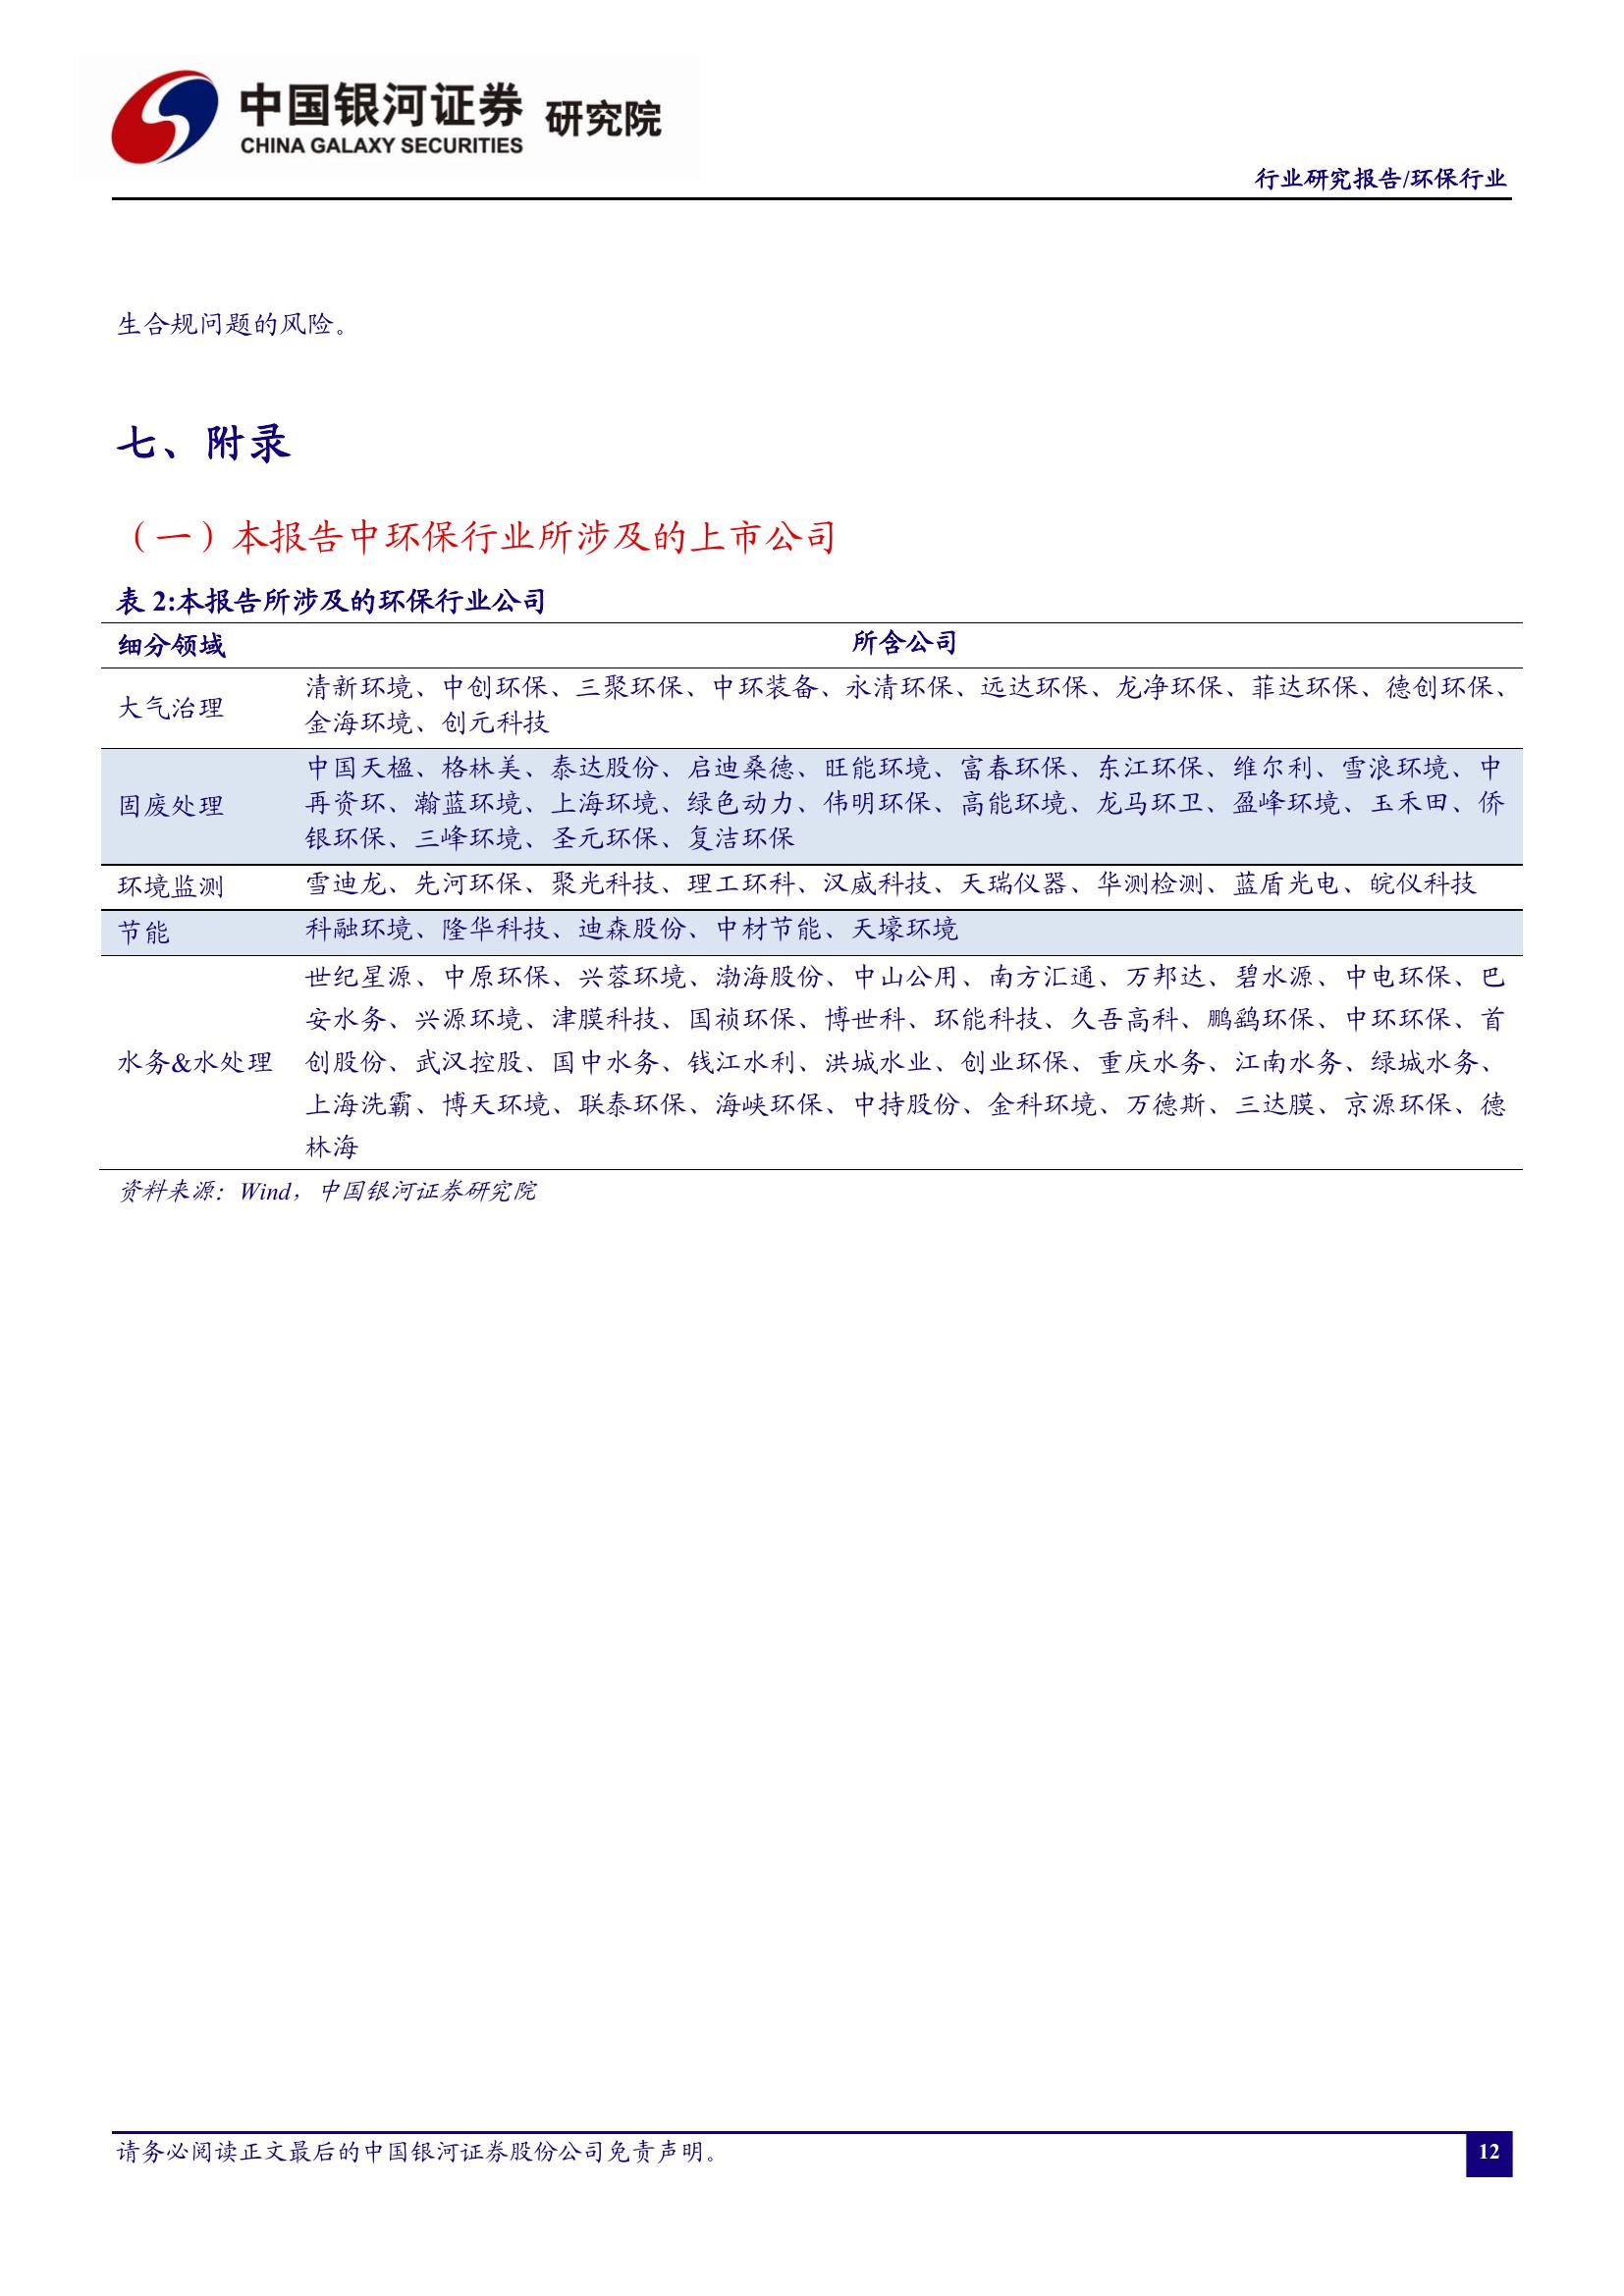 中国银河证券 研究院
CHINA GALAXY SECURITIES
行业研究报告/环保行业
生合规问题的风险。
七、附录
（一）本报告中环保行业所涉及的上市公司
表 2:本报告所涉及的环保行业公司
细分领域 所含公司
大气治理
清新环境、中创环保、三聚环保、中环装备、永清环保、远达环保、龙净环保、菲达环保、德创环保、
金海环境、创元科技
固废处理
中国天楹、格林美、泰达股份、启迪桑德、旺能环境、富春环保、东江环保、维尔利、雪浪环境、中
再资环、瀚蓝环境、上海环境、绿色动力、伟明环保、高能环境、龙马环卫、盈峰环境、玉禾田、侨
银环保、三峰环境、圣元环保、复洁环保
环境监测 雪迪龙、先河环保、聚光科技、理工环科、汉威科技、天瑞仪器、华测检测、蓝盾光电、皖仪科技
节能 科融环境、隆华科技、迪森股份、中材节能、天壕环境
水务&水处理
世纪星源、中原环保、兴蓉环境、渤海股份、中山公用、南方汇通、万邦达、碧水源、中电环保、巴
安水务、兴源环境、津膜科技、国祯环保、博世科、环能科技、久吾高科、鹏鹞环保、中环环保、首
创股份、武汉控股、国中水务、钱江水利、洪城水业、创业环保、重庆水务、江南水务、绿城水务、
上海洗霸、博天环境、联泰环保、海峡环保、中持股份、金科环境、万德斯、三达膜、京源环保、德
林海
资料来源：Wind，中国银河证券研究院
请务必阅读正文最后的中国银河证券股份公司免责声明。
12